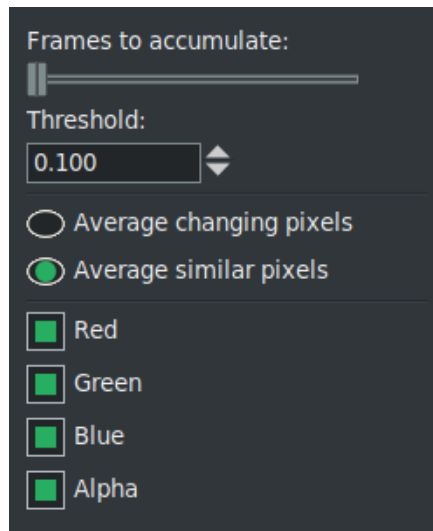 Frames to accumulate:
Threshold:
0.100
Average changing pixels
Average similar pixels
Red
Green
Blue
Alpha